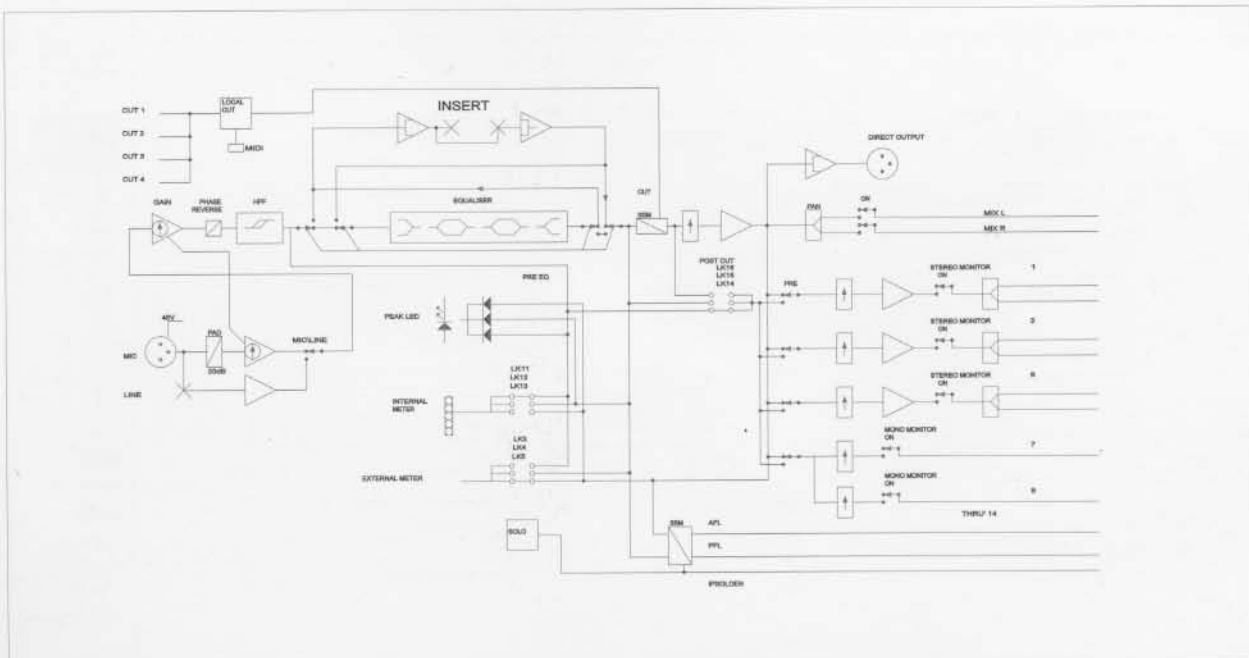 CUT 1
LOCAL
CUT
INSERT
CUT 2
MIDI
CUT 3
CUT 4
DIRECT OUTPUT
GAIN
PHASE
REVERSE
HPF
EQUALISER
CUT
SSM
PAN
ON
MIX L
MIX R
PRE EQ
POST CUT
LK16
LK15
LK14
PRE
STEREO MONITOR
ON
1
PEAK LED
48V
PAD
20dB
MIC\LINE
MIC
LINE
STEREO MONITOR
ON
LK11
LK12
LK13
INTERNAL
METER
STEREO MONITOR
ON
6
LK3
LK4
LK5
EXTERNAL METER
MONO MONITOR
ON
7
MONO MONITOR
ON
THRU' 14
SOLO
SSM
AFL
PFL
IPSOLDER